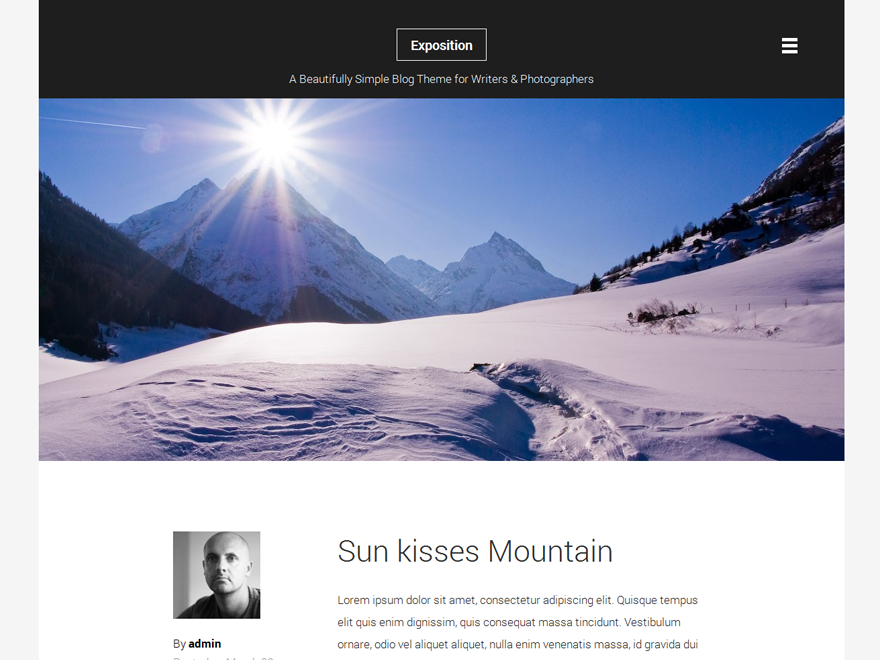 Exposition
A Beautifully Simple Blog Theme for Writers & Photographers
Sun kisses Mountain
Lorem ipsum dolor sit amet, consectetur adipiscing elit. Quisque tempus
elit quis enim dignissim, quis consequat massa tincidunt. Vestibulum
ornare, odio vel aliquet aliquet, nulla enim venenatis massa, id gravida dui
By admin